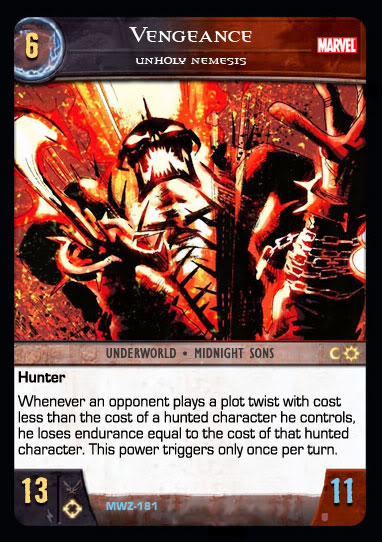 6
Vengeance
Unholy Nemesis
MARVEL
UNDERWORLD • MIDNIGHT SONS
Hunter
Whenever an opponent plays a plot twist with cost
less than the cost of a hunted character he controls,
he loses endurance equal to the cost of that hunted
character. This power triggers only once per turn.
13
MWZ-181
11